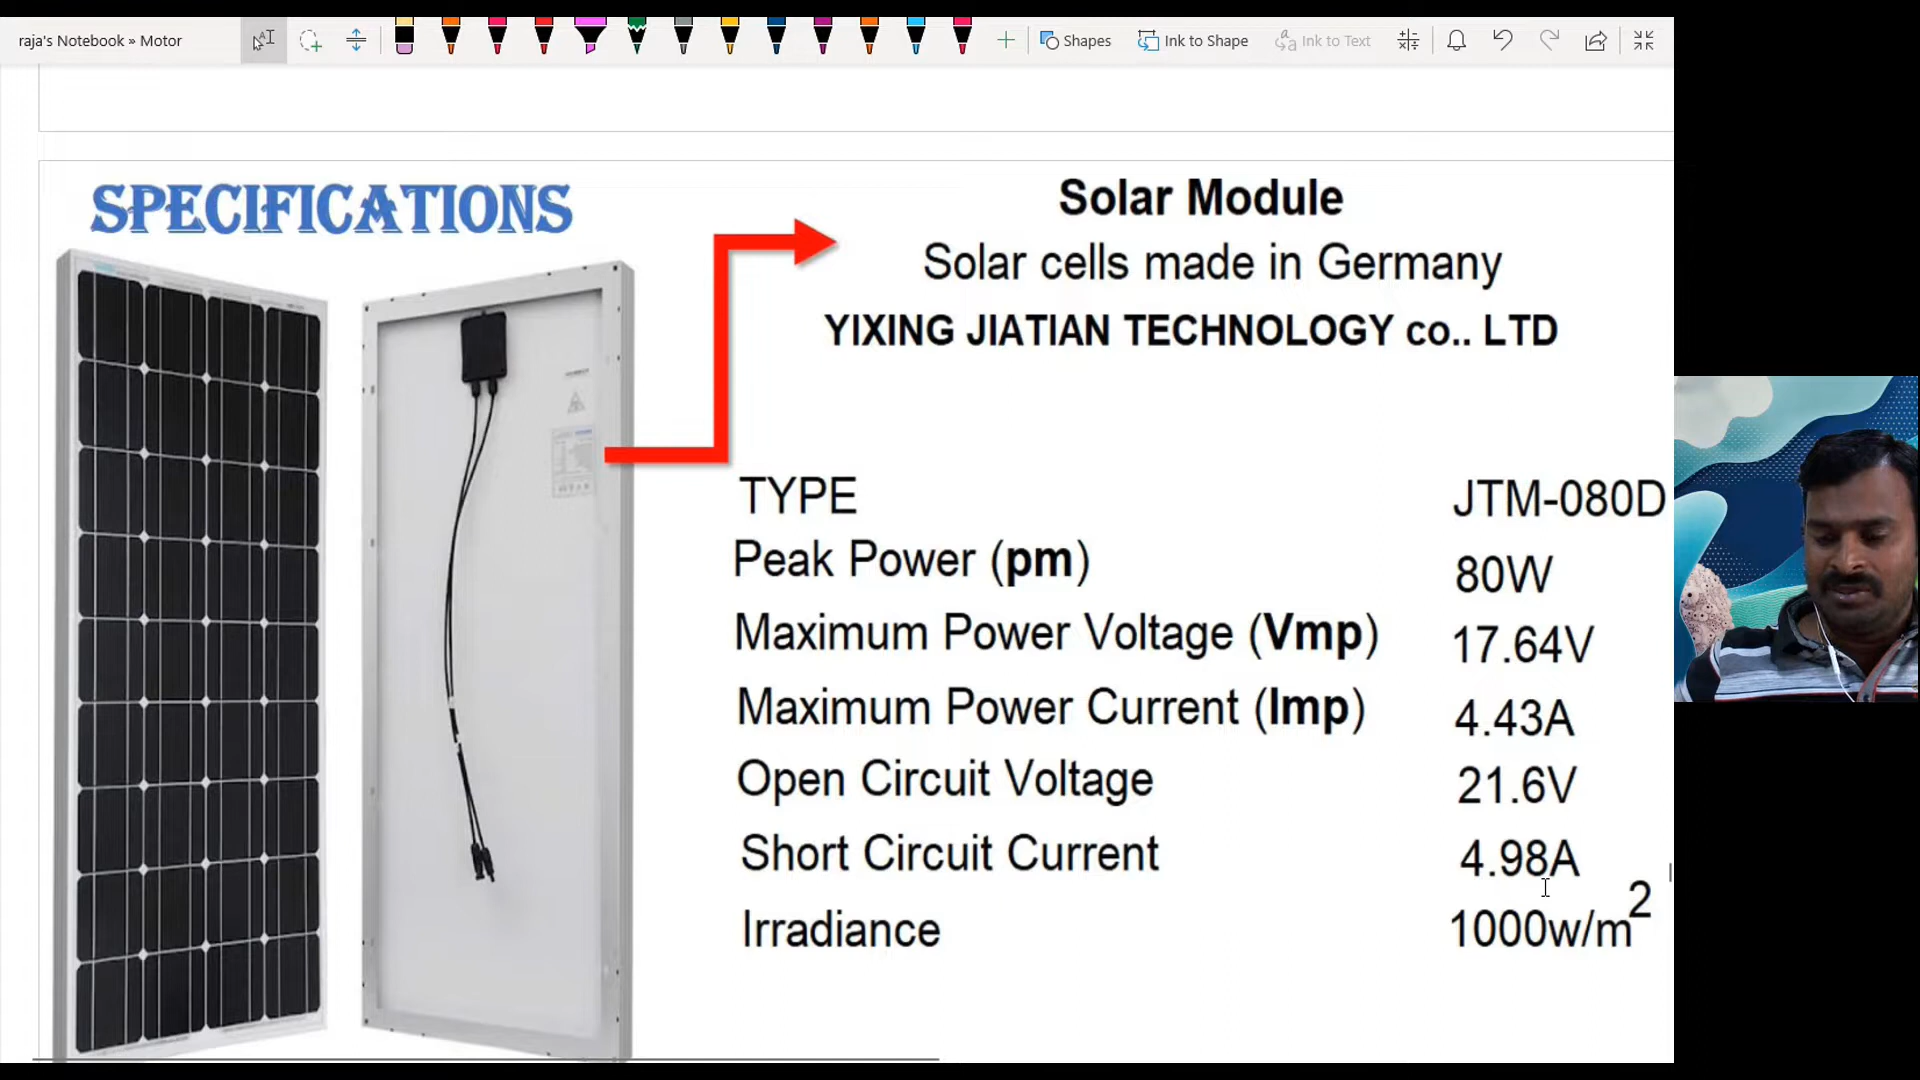 raja's Notebook » Motor
Shapes
Ink to Shape
Ink to Text
SPECIFICATIONS
Solar Module
Solar cells made in Germany
YIXING JIATIAN TECHNOLOGY co.. LTD
TYPE JTM-080D
Peak Power (pm) 80W
Maximum Power Voltage (Vmp) 17.64V
Maximum Power Current (Imp) 4.43A
Open Circuit Voltage 21.6V
Short Circuit Current 4.98A
Irradiance 1000w/m2